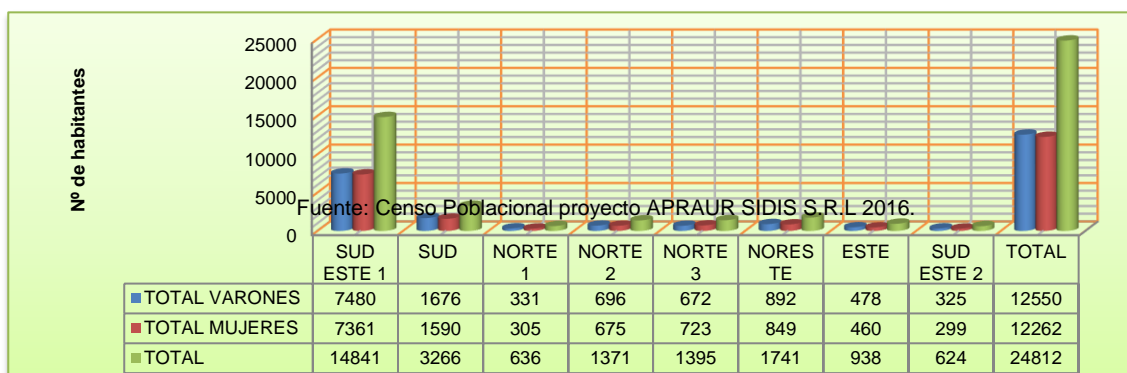 25000
20000
15000
10000
5000
0
Nº de habitantes
Fuente: Censo Poblacional proyecto APRAUR SIDIS S.R.L 2016.
SUD ESTE 1 SUD NORTE 1 NORTE 2 NORTE 3 NORES TE ESTE SUD ESTE 2 TOTAL
TOTAL VARONES 7480 1676 331 696 672 892 478 325 12550
TOTAL MUJERES 7361 1590 305 675 723 849 460 299 12262
TOTAL 14841 3266 636 1371 1395 1741 938 624 24812